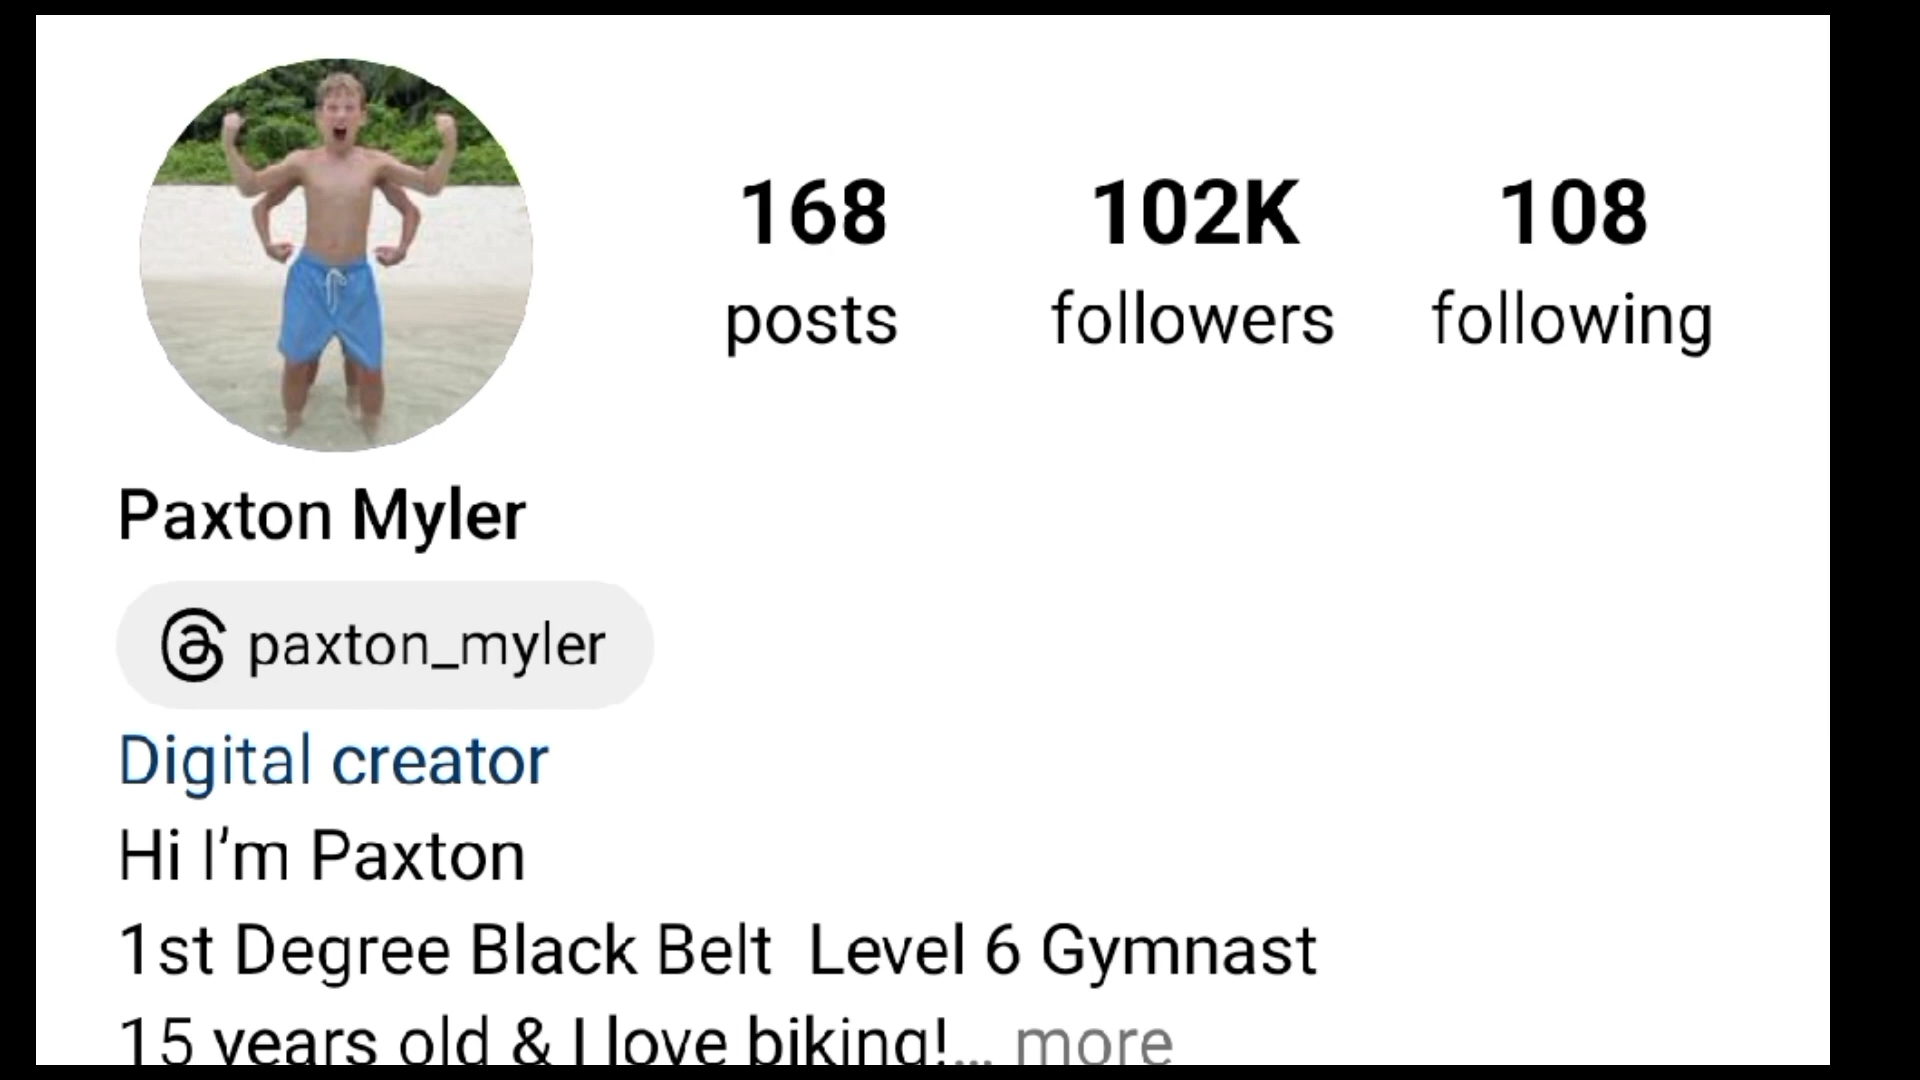 168 102K 108
posts followers following
Paxton Myler
paxton_myler
Digital creator
Hi I'm Paxton
1st Degree Black Belt  Level 6 Gymnast
15 years old & I love biking!... more